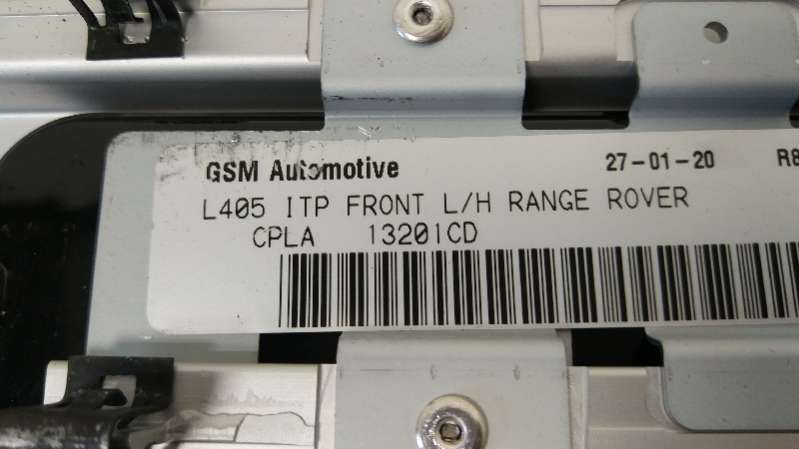 GSM Automotive 27-01-20 R8
L405 ITP FRONT L/H RANGE ROVER
CPLA 13201CD